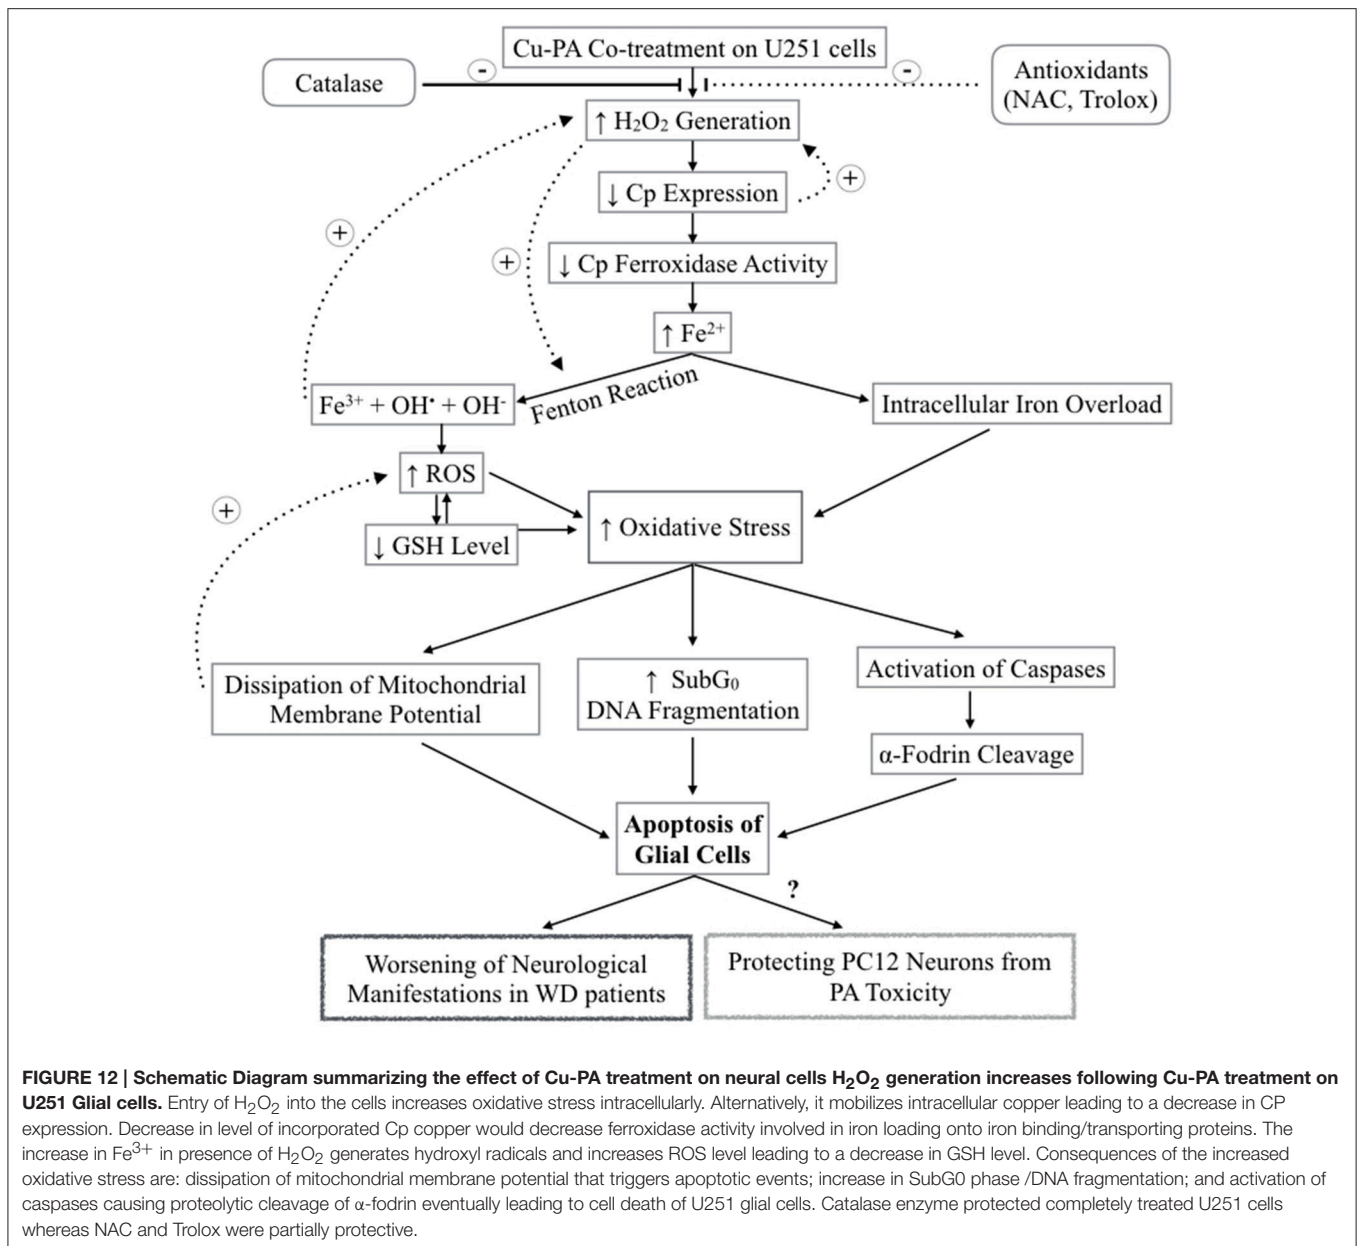 Cu-PA Co-treatment on U251 cells
Catalase
-
-
Antioxidants
(NAC, Trolox)
↑ H₂O₂ Generation
↓ Cp Expression
+
+
+
↓ Cp Ferroxidase Activity
↑ Fe²⁺
Fenton Reaction
Fe³⁺ + OH• + OH-
Intracellular Iron Overload
↑ ROS
+
↓ GSH Level
↑ Oxidative Stress
Dissipation of Mitochondrial
Membrane Potential
↑ SubG₀
DNA Fragmentation
Activation of Caspases
α-Fodrin Cleavage
Apoptosis of
Glial Cells
?
Worsening of Neurological
Manifestations in WD patients
Protecting PC12 Neurons from
PA Toxicity
FIGURE 12 | Schematic Diagram summarizing the effect of Cu-PA treatment on neural cells H₂O₂ generation increases following Cu-PA treatment on
U251 Glial cells. Entry of H₂O₂ into the cells increases oxidative stress intracellularly. Alternatively, it mobilizes intracellular copper leading to a decrease in CP
expression. Decrease in level of incorporated Cp copper would decrease ferroxidase activity involved in iron loading onto iron binding/transporting proteins. The
increase in Fe³⁺ in presence of H₂O₂ generates hydroxyl radicals and increases ROS level leading to a decrease in GSH level. Consequences of the increased
oxidative stress are: dissipation of mitochondrial membrane potential that triggers apoptotic events; increase in SubG0 phase /DNA fragmentation; and activation of
caspases causing proteolytic cleavage of α-fodrin eventually leading to cell death of U251 glial cells. Catalase enzyme protected completely treated U251 cells
whereas NAC and Trolox were partially protective.